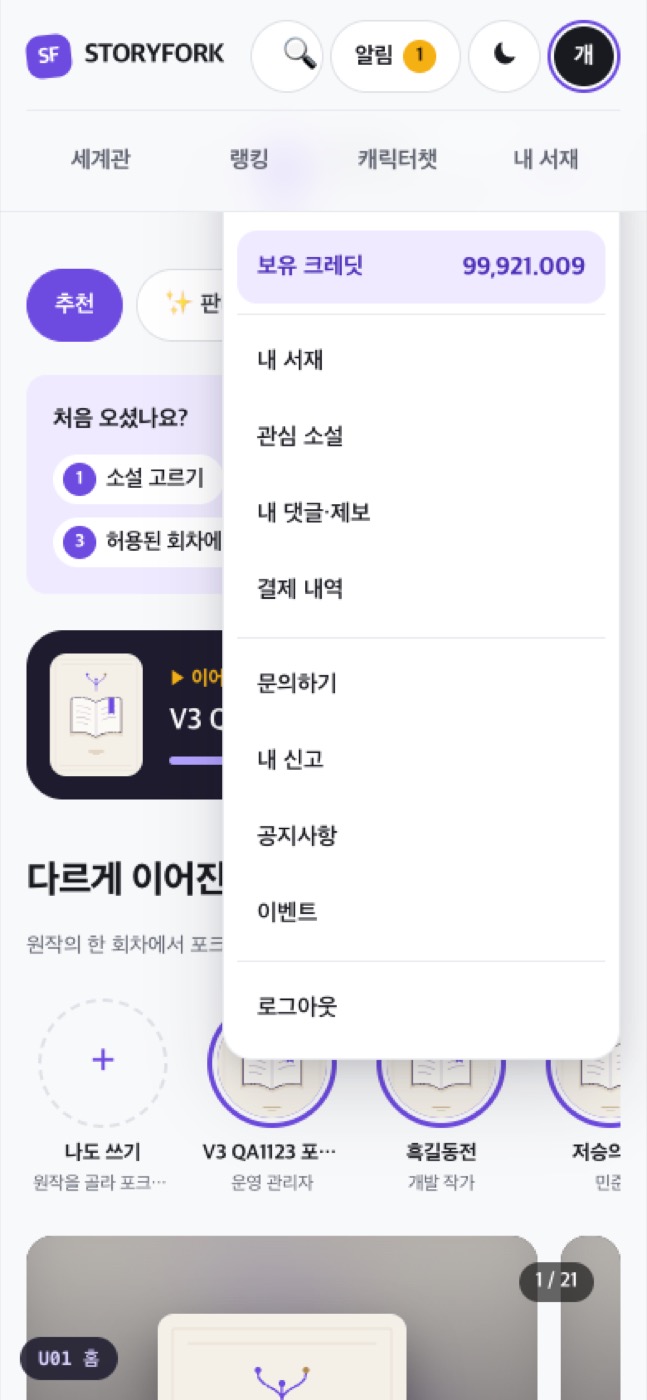 SF STORYFORK 알림 1 개
세계관 랭킹 캐릭터챗 내 서재
보유 크레딧 99,921.009
내 서재
관심 소설
내 댓글·제보
결제 내역
문의하기
내 신고
공지사항
이벤트
로그아웃
추천 ✨ 판
처음 오셨나요?
1 소설 고르기
3 허용된 회차에
▶ 이어
V3 Q
다르게 이어진
원작의 한 회차에서 포크
+
나도 쓰기
원작을 골라 포크…
V3 QA1123 포…
운영 관리자
흑길동전
개발 작가
저승의
민준
1 / 21
U01 홈